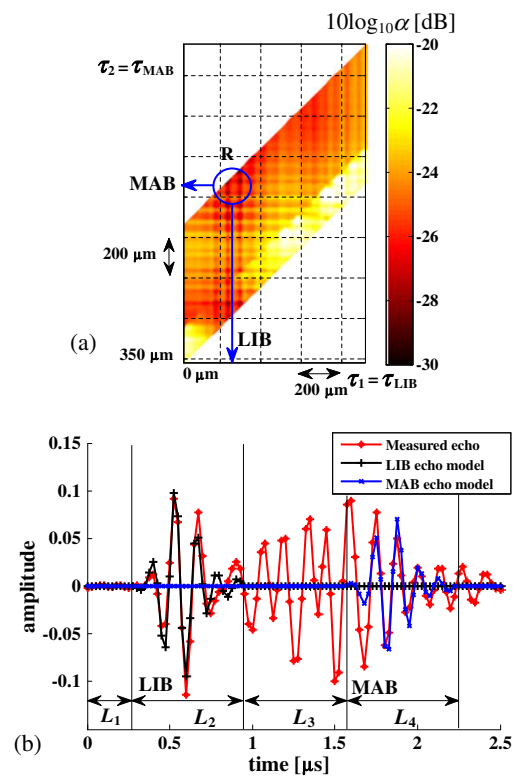 10log₁₀α [dB]
τ₂ = τ_MAB
R
MAB
200 μm
LIB
(a)
350 μm
0 μm
200 μm
τ₁ = τ_LIB
-20
-22
-24
-26
-28
-30
Measured echo
LIB echo model
MAB echo model
0.15
0.1
0.05
0
-0.05
-0.1
amplitude
LIB
MAB
L₁
L₂
L₃
L₄
0
0.5
1
1.5
2
2.5
(b)
time [μs]